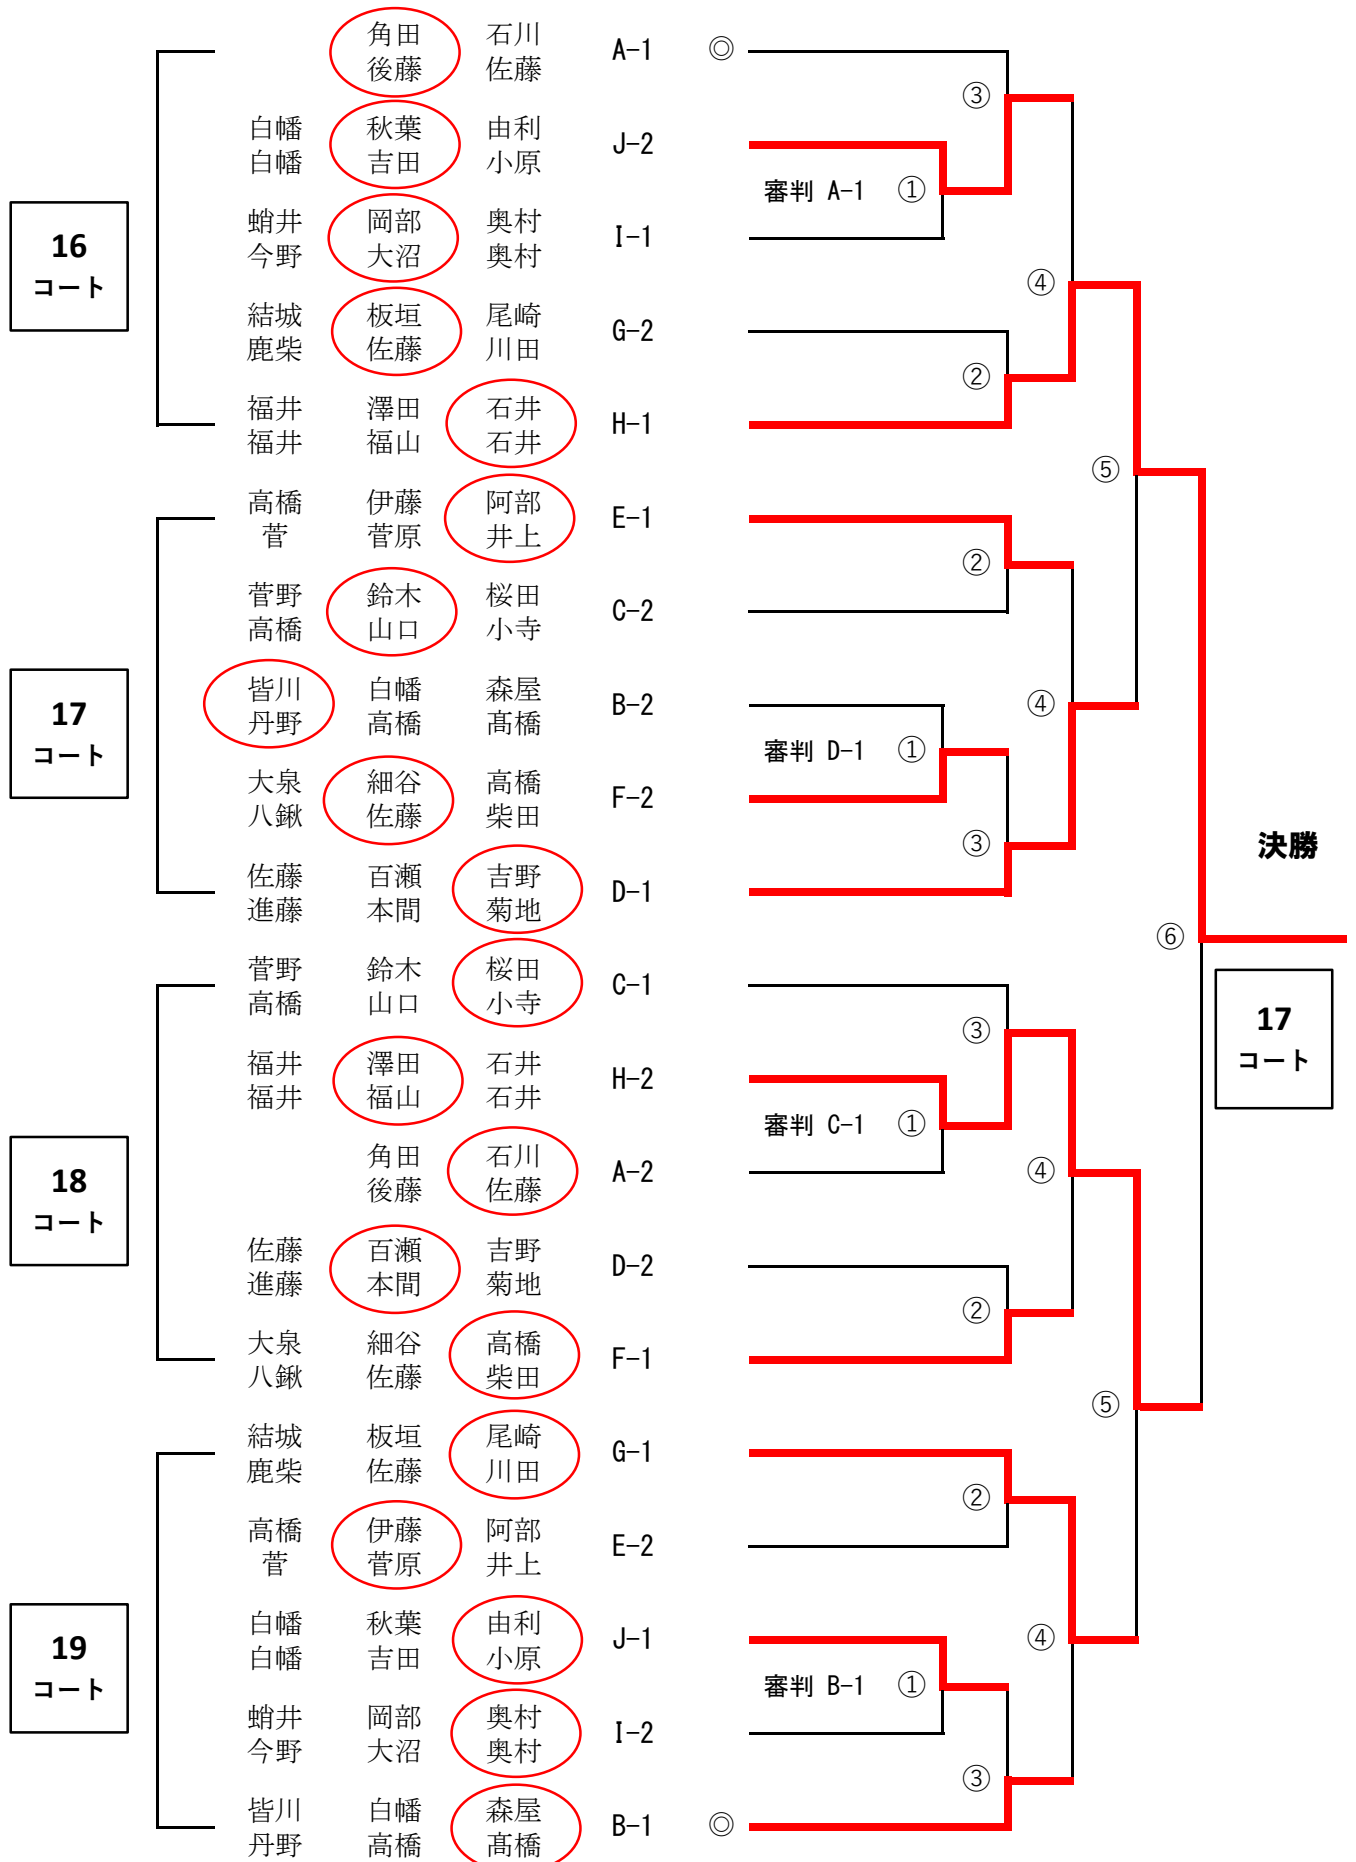 角田 石川
後藤 佐藤
A-1 ◎
③
白幡 秋葉 由利
白幡 吉田 小原
J-2
審判 A-1 ①
16
コート
蛸井 岡部 奥村
今野 大沼 奥村
I-1
④
結城 板垣 尾崎
鹿柴 佐藤 川田
G-2
②
福井 澤田 石井
福井 福山 石井
H-1
⑤
高橋 伊藤 阿部
菅 菅原 井上
E-1
②
菅野 鈴木 桜田
高橋 山口 小寺
C-2
17
コート
皆川 白幡 森屋
丹野 高橋 髙橋
B-2
④
審判 D-1 ①
大泉 細谷 高橋
八鍬 佐藤 柴田
F-2
③
決勝
佐藤 百瀬 吉野
進藤 本間 菊地
D-1
⑥
菅野 鈴木 桜田
高橋 山口 小寺
C-1
17
コート
③
福井 澤田 石井
福井 福山 石井
H-2
審判 C-1 ①
18
コート
角田 石川
後藤 佐藤
A-2
④
佐藤 百瀬 吉野
進藤 本間 菊地
D-2
②
大泉 細谷 高橋
八鍬 佐藤 柴田
F-1
⑤
結城 板垣 尾崎
鹿柴 佐藤 川田
G-1
②
高橋 伊藤 阿部
菅 菅原 井上
E-2
19
コート
白幡 秋葉 由利
白幡 吉田 小原
J-1
④
審判 B-1 ①
蛸井 岡部 奥村
今野 大沼 奥村
I-2
③
皆川 白幡 森屋
丹野 高橋 髙橋
B-1 ◎